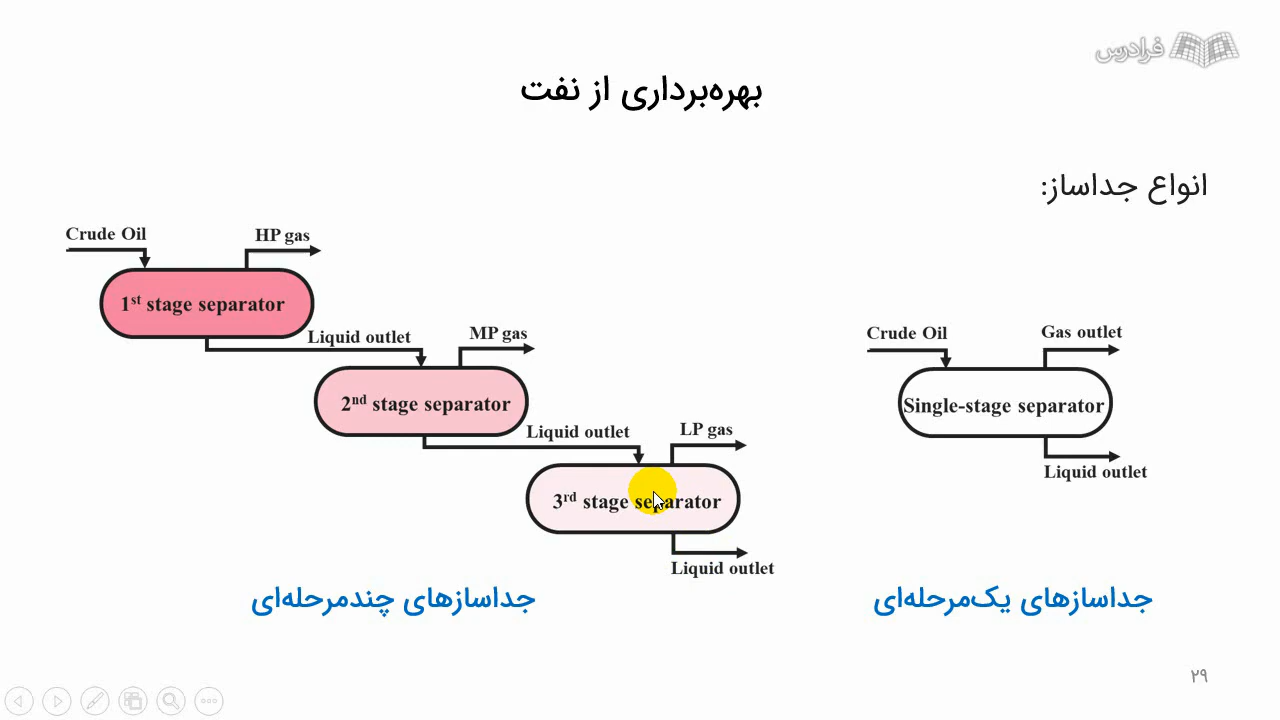 فرادرس
بهره‌برداری از نفت
انواع جداساز:
Crude Oil
HP gas
1st stage separator
Liquid outlet
MP gas
2nd stage separator
Liquid outlet
LP gas
3rd stage separator
Liquid outlet
جداسازهای چندمرحله‌ای
Crude Oil
Gas outlet
Single-stage separator
Liquid outlet
جداسازهای یک‌مرحله‌ای
۲۹